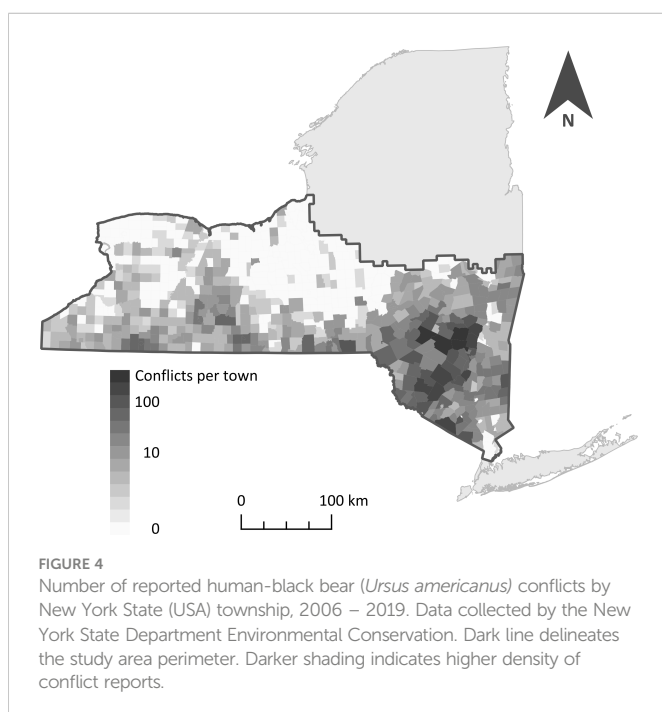 N
Conflicts per town
100
10
0
0 100 km
FIGURE 4
Number of reported human-black bear (Ursus americanus) conflicts by
New York State (USA) township, 2006 – 2019. Data collected by the New
York State Department Environmental Conservation. Dark line delineates
the study area perimeter. Darker shading indicates higher density of
conflict reports.